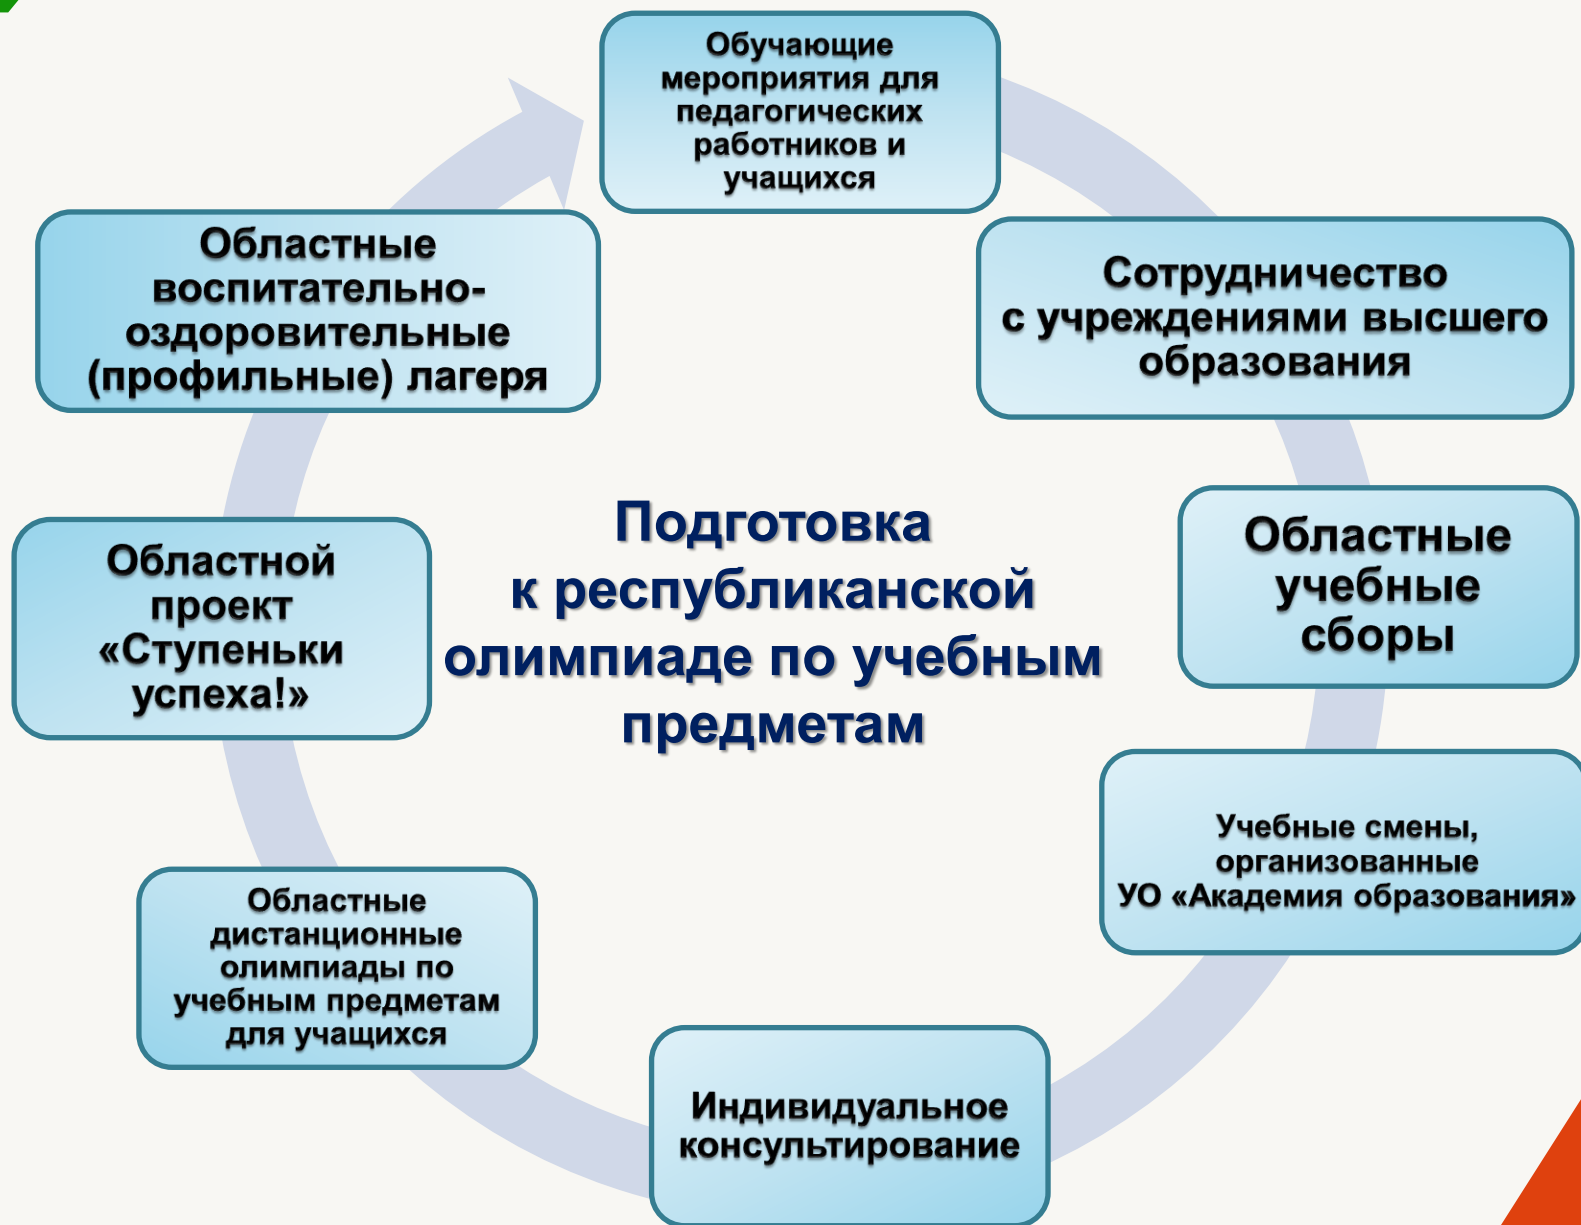 Обучающие
мероприятия для
педагогических
работников и
учащихся
Сотрудничество
с учреждениями высшего
образования
Областные
учебные
сборы
Учебные смены,
организованные
УО «Академия образования»
Индивидуальное
консультирование
Областные
дистанционные
олимпиады по
учебным предметам
для учащихся
Областной
проект
«Ступеньки
успеха!»
Областные
воспитательно-
оздоровительные
(профильные) лагеря
Подготовка
к республиканской
олимпиаде по учебным
предметам